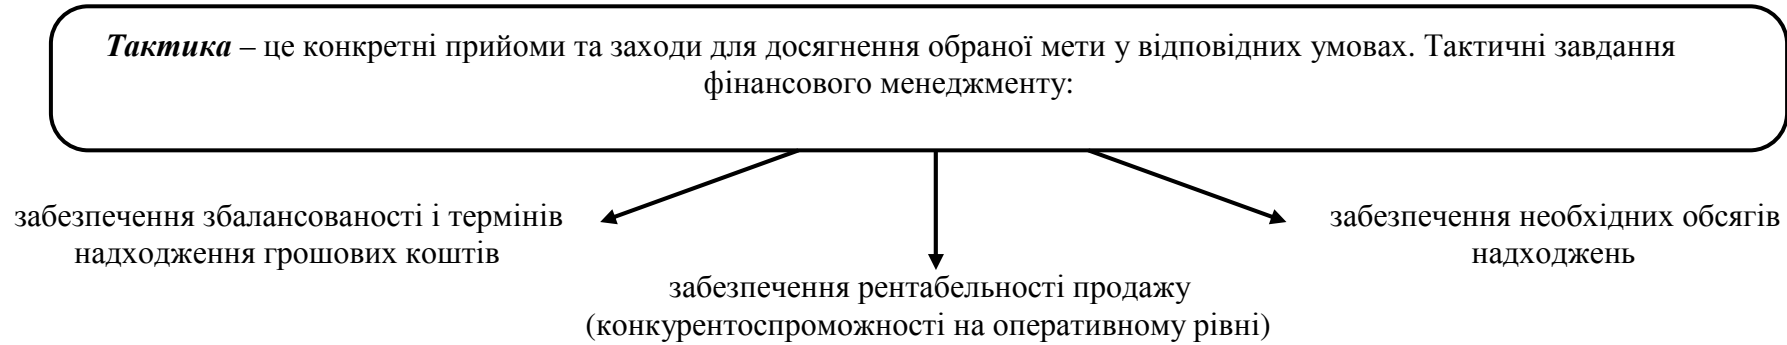 Тактика – це конкретні прийоми та заходи для досягнення обраної мети у відповідних умовах. Тактичні завдання
фінансового менеджменту:
забезпечення збалансованості і термінів
надходження грошових коштів
забезпечення необхідних обсягів
надходжень
забезпечення рентабельності продажу
(конкурентоспроможності на оперативному рівні)